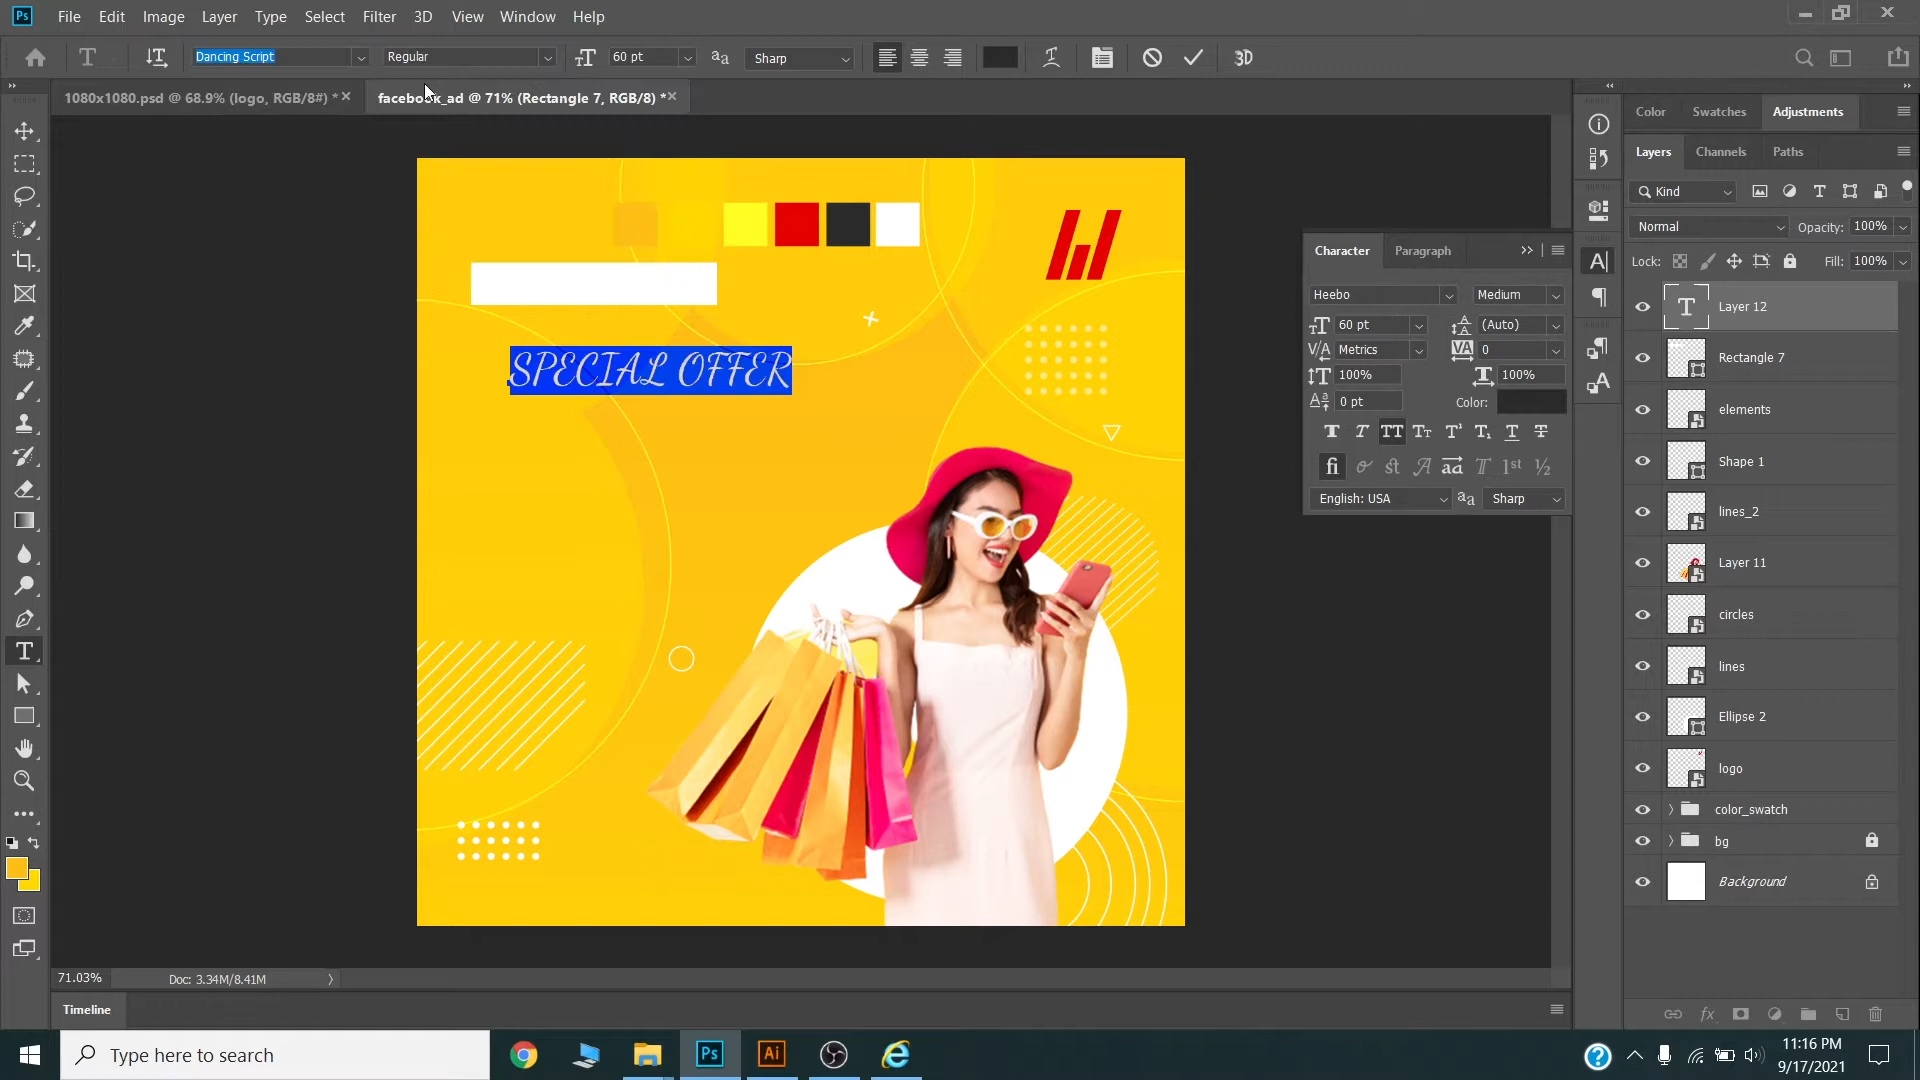 File Edit Image Layer Type Select Filter 3D View Window Help
Dancing Script Regular 60 pt Sharp 3D
1080x1080.psd @ 68.9% (logo, RGB/8#) * facebook_ad @ 71% (Rectangle 7, RGB/8) *
SPECIAL OFFER
71.03% Doc: 3.34M/8.41M
Timeline
Character Paragraph
Heebo Medium
60 pt (Auto)
Metrics 0
100% 100%
0 pt Color:
English: USA Sharp
Color Swatches Adjustments
Layers Channels Paths
Kind
Normal Opacity: 100%
Lock: Fill: 100%
Layer 12
Rectangle 7
elements
Shape 1
lines_2
Layer 11
circles
lines
Ellipse 2
logo
color_swatch
bg
Background
Type here to search
11:16 PM
9/17/2021